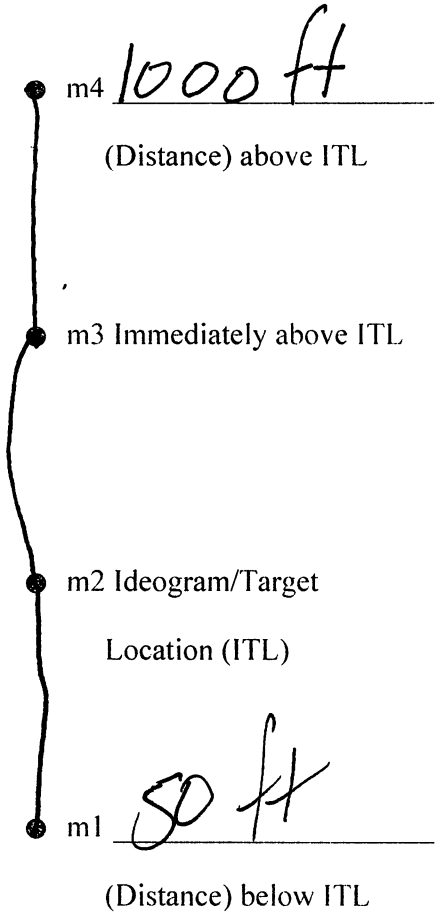 m4 1000 ft
(Distance) above ITL
m3 Immediately above ITL
m2 Ideogram/Target
Location (ITL)
m1 50 ft
(Distance) below ITL